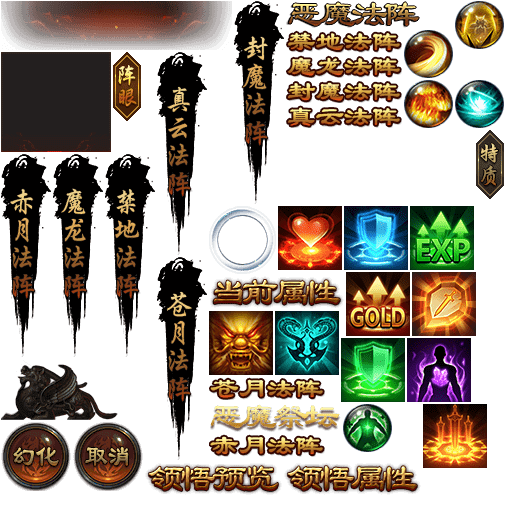 恶魔法阵
禁地法阵
魔龙法阵
封魔法阵
真云法阵
阵眼
真云法阵
封魔法阵
特质
赤月法阵
魔龙法阵
禁地法阵
苍月法阵
EXP
当前属性
GOLD
苍月法阵
恶魔祭坛
赤月法阵
幻化
取消
领悟预览
领悟属性